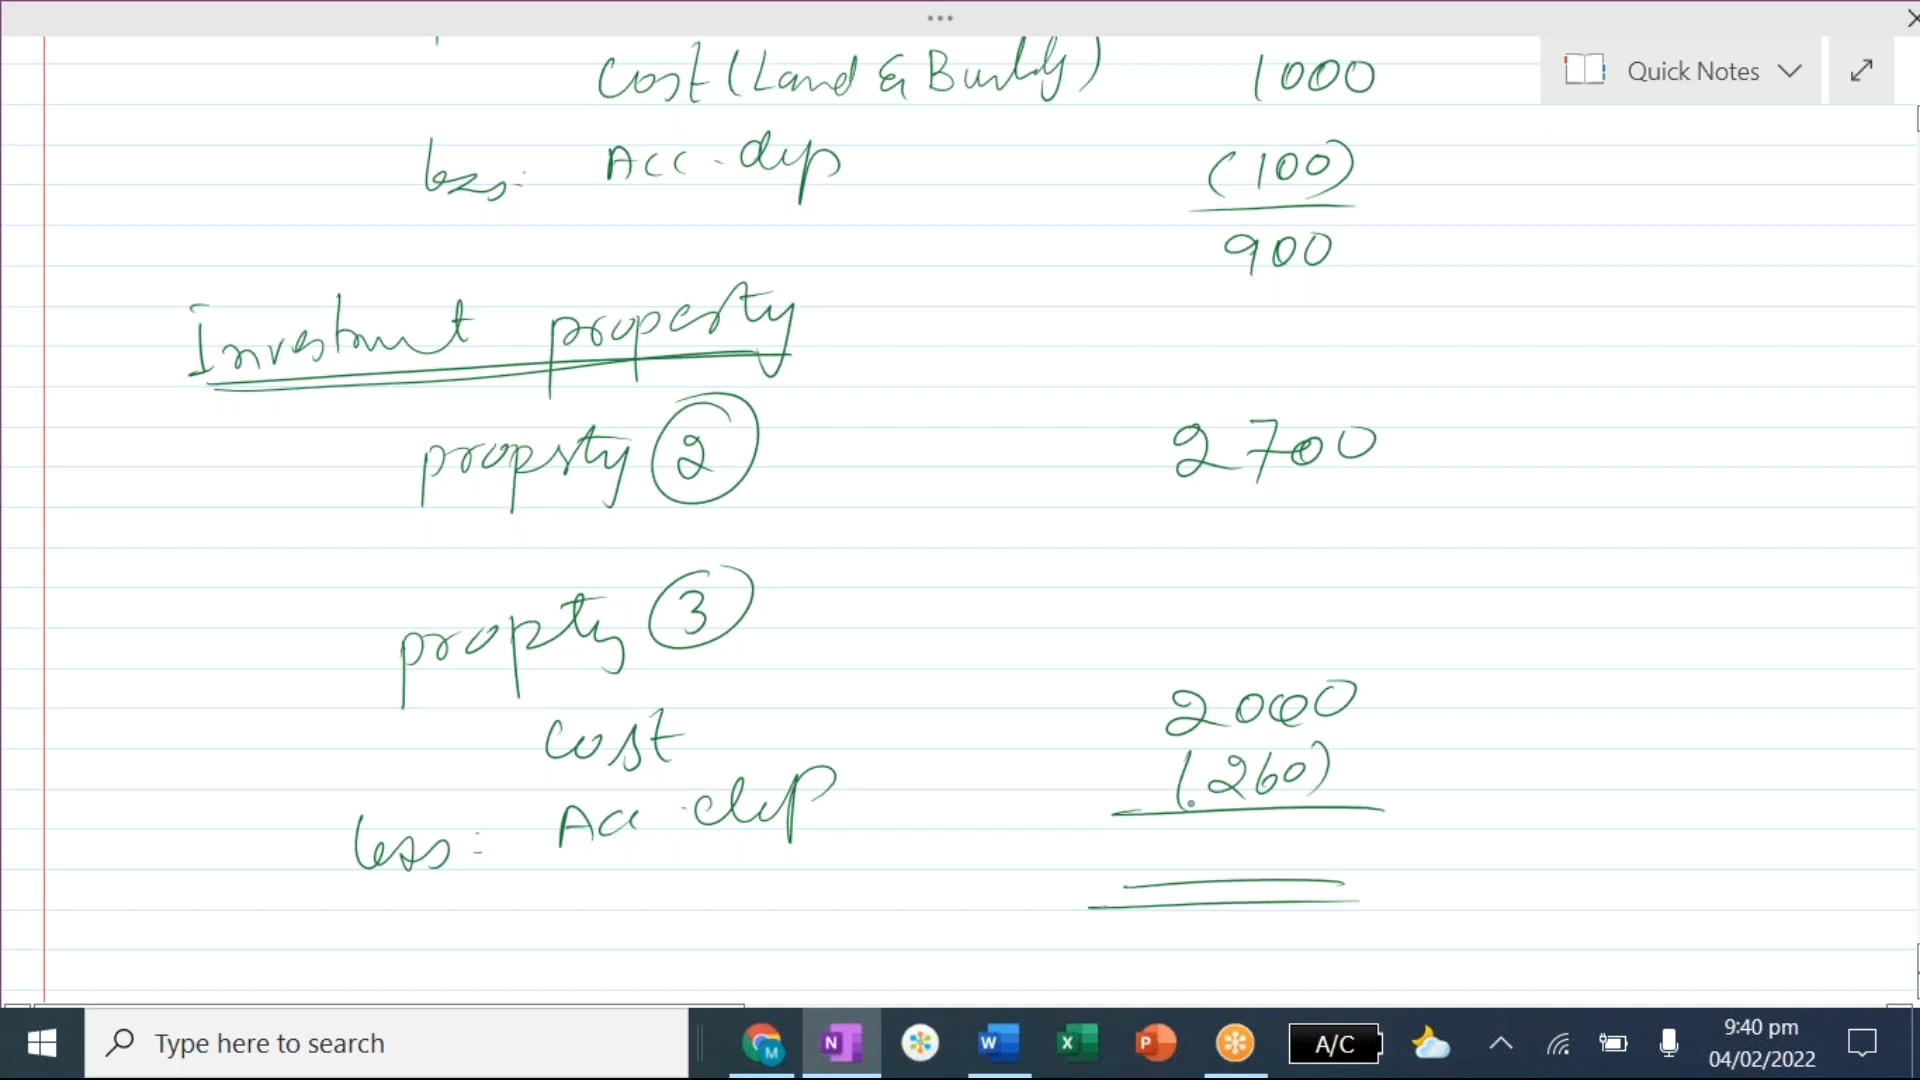 Cost (Land & Buildg) 1000
Quick Notes
less: Acc. dep (100)
900
Investment property
property 2 2700
property 3
cost 2000
less: Acc. dep (260)
Type here to search
A/C
9:40 pm
04/02/2022